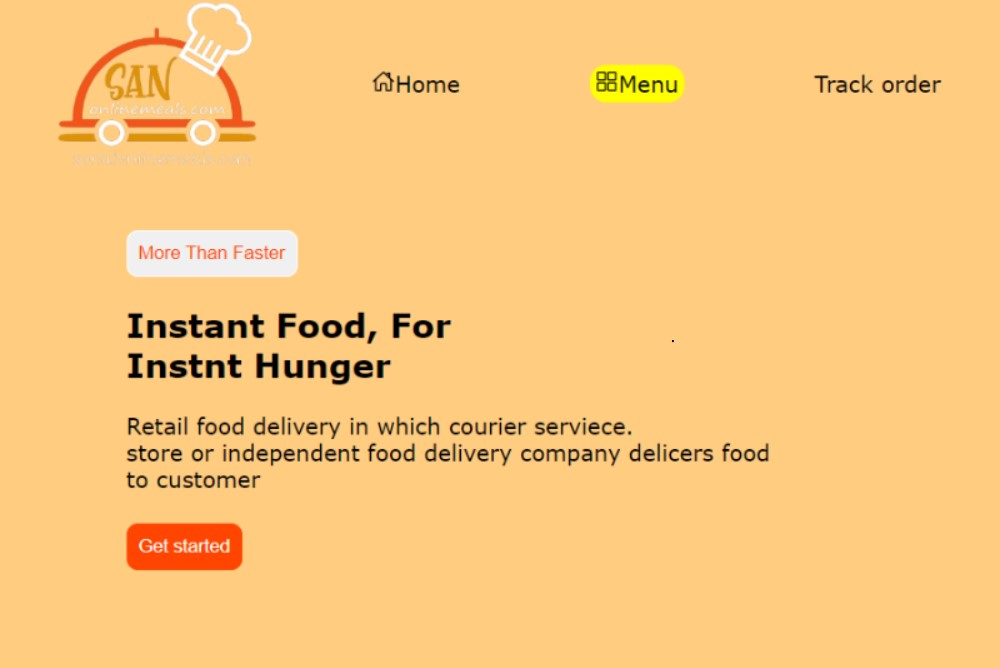 SAN
onlinemeals.com
Home
Menu
Track order
More Than Faster
Instant Food, For
Instnt Hunger
Retail food delivery in which courier serviece.
store or independent food delivery company delicers food
to customer
Get started